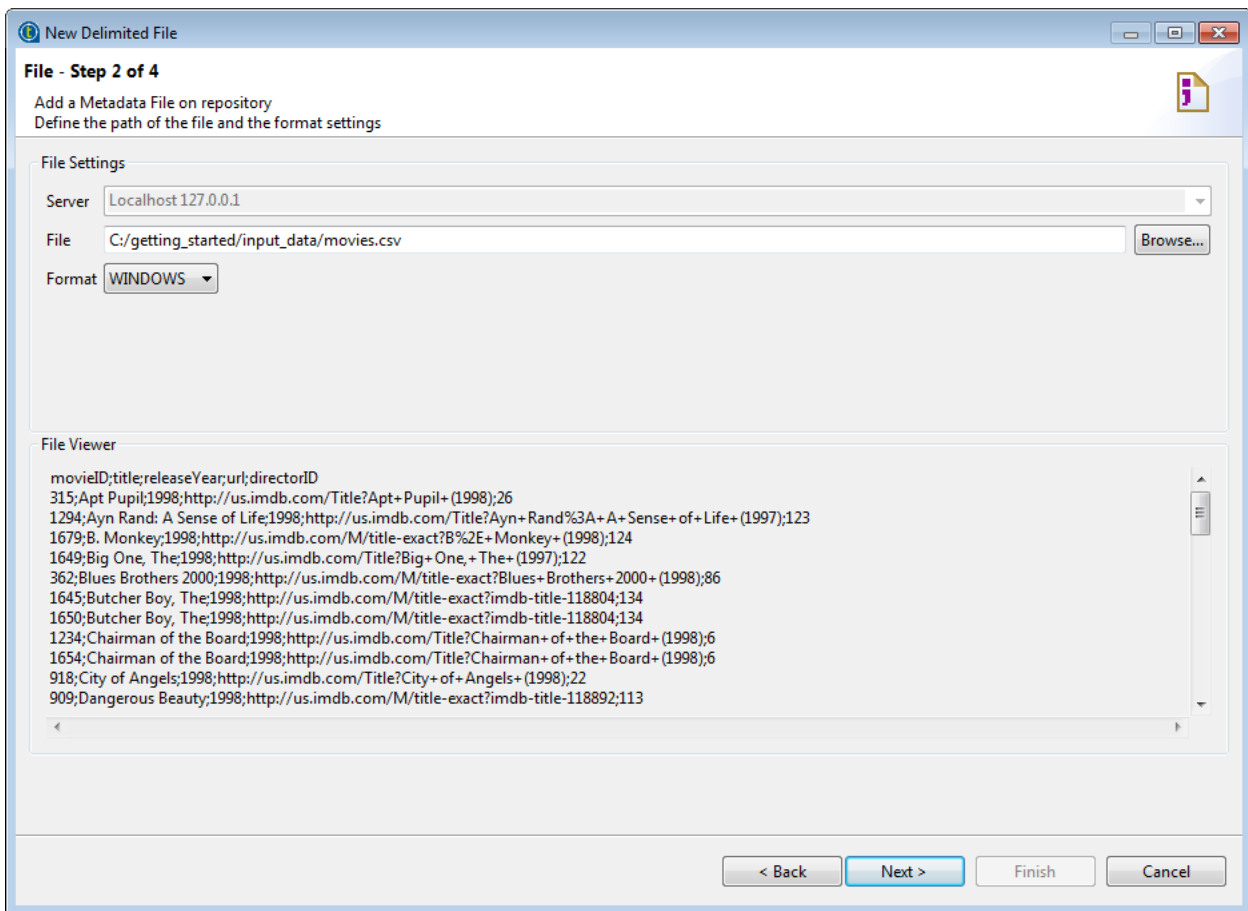 New Delimited File
File - Step 2 of 4
Add a Metadata File on repository
Define the path of the file and the format settings
File Settings
Server Localhost 127.0.0.1
File C:/getting_started/input_data/movies.csv Browse...
Format WINDOWS
File Viewer
movieID;title;releaseYear;url;directorID
315;Apt Pupil;1998;http://us.imdb.com/Title?Apt+Pupil+(1998);26
1294;Ayn Rand: A Sense of Life;1998;http://us.imdb.com/Title?Ayn+Rand%3A+A+Sense+of+Life+(1997);123
1679;B. Monkey;1998;http://us.imdb.com/M/title-exact?B%2E+Monkey+(1998);124
1649;Big One, The;1998;http://us.imdb.com/Title?Big+One,+The+(1997);122
362;Blues Brothers 2000;1998;http://us.imdb.com/M/title-exact?Blues+Brothers+2000+(1998);86
1645;Butcher Boy, The;1998;http://us.imdb.com/M/title-exact?imdb-title-118804;134
1650;Butcher Boy, The;1998;http://us.imdb.com/M/title-exact?imdb-title-118804;134
1234;Chairman of the Board;1998;http://us.imdb.com/Title?Chairman+of+the+Board+(1998);6
1654;Chairman of the Board;1998;http://us.imdb.com/Title?Chairman+of+the+Board+(1998);6
918;City of Angels;1998;http://us.imdb.com/Title?City+of+Angels+(1998);22
909;Dangerous Beauty;1998;http://us.imdb.com/M/title-exact?imdb-title-118892;113
< Back Next > Finish Cancel